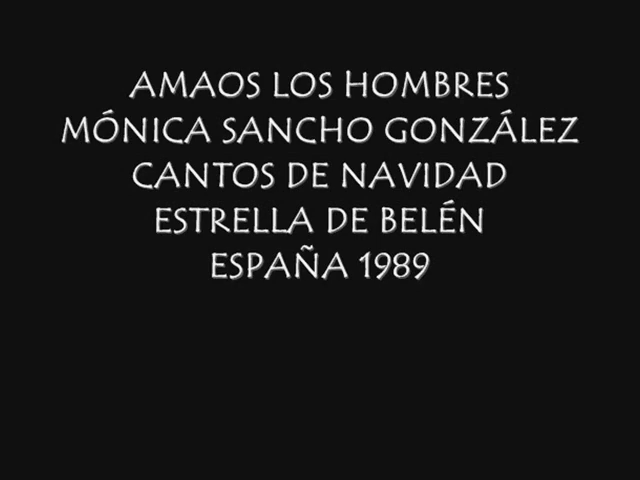 AMAOS LOS HOMBRES
MÓNICA SANCHO GONZÁLEZ
CANTOS DE NAVIDAD
ESTRELLA DE BELÉN
ESPAÑA 1989